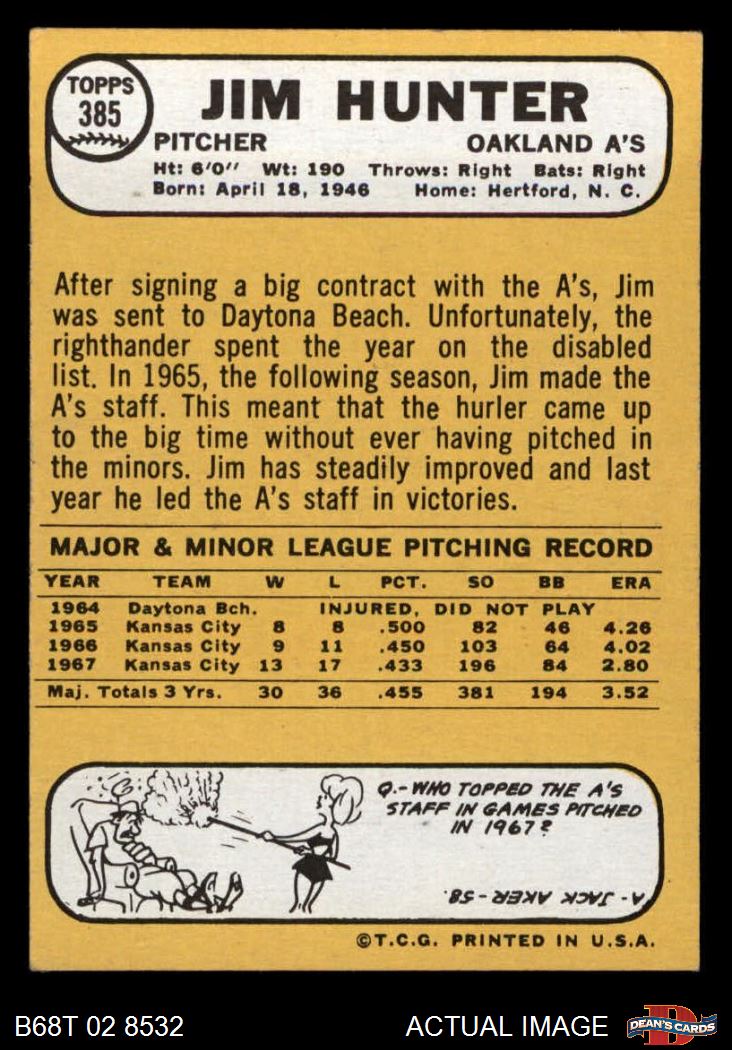 TOPPS
385
JIM HUNTER
PITCHER OAKLAND A'S
Ht: 6'0" Wt: 190 Throws: Right Bats: Right
Born: April 18, 1946 Home: Hertford, N. C.
After signing a big contract with the A's, Jim
was sent to Daytona Beach. Unfortunately, the
righthander spent the year on the disabled
list. In 1965, the following season, Jim made the
A's staff. This meant that the hurler came up
to the big time without ever having pitched in
the minors. Jim has steadily improved and last
year he led the A's staff in victories.
MAJOR & MINOR LEAGUE PITCHING RECORD
YEAR TEAM W L PCT. SO BB ERA
1964 Daytona Bch. INJURED, DID NOT PLAY
1965 Kansas City 8 8 .500 82 46 4.26
1966 Kansas City 9 11 .450 103 64 4.02
1967 Kansas City 13 17 .433 196 84 2.80
Maj. Totals 3 Yrs. 30 36 .455 381 194 3.52
Q.-WHO TOPPED THE A'S
STAFF IN GAMES PITCHED
IN 1967?
A-JACK AKER-58.
©T.C.G. PRINTED IN U.S.A.
B68T 02 8532 ACTUAL IMAGE
D
DEAN'S CARDS